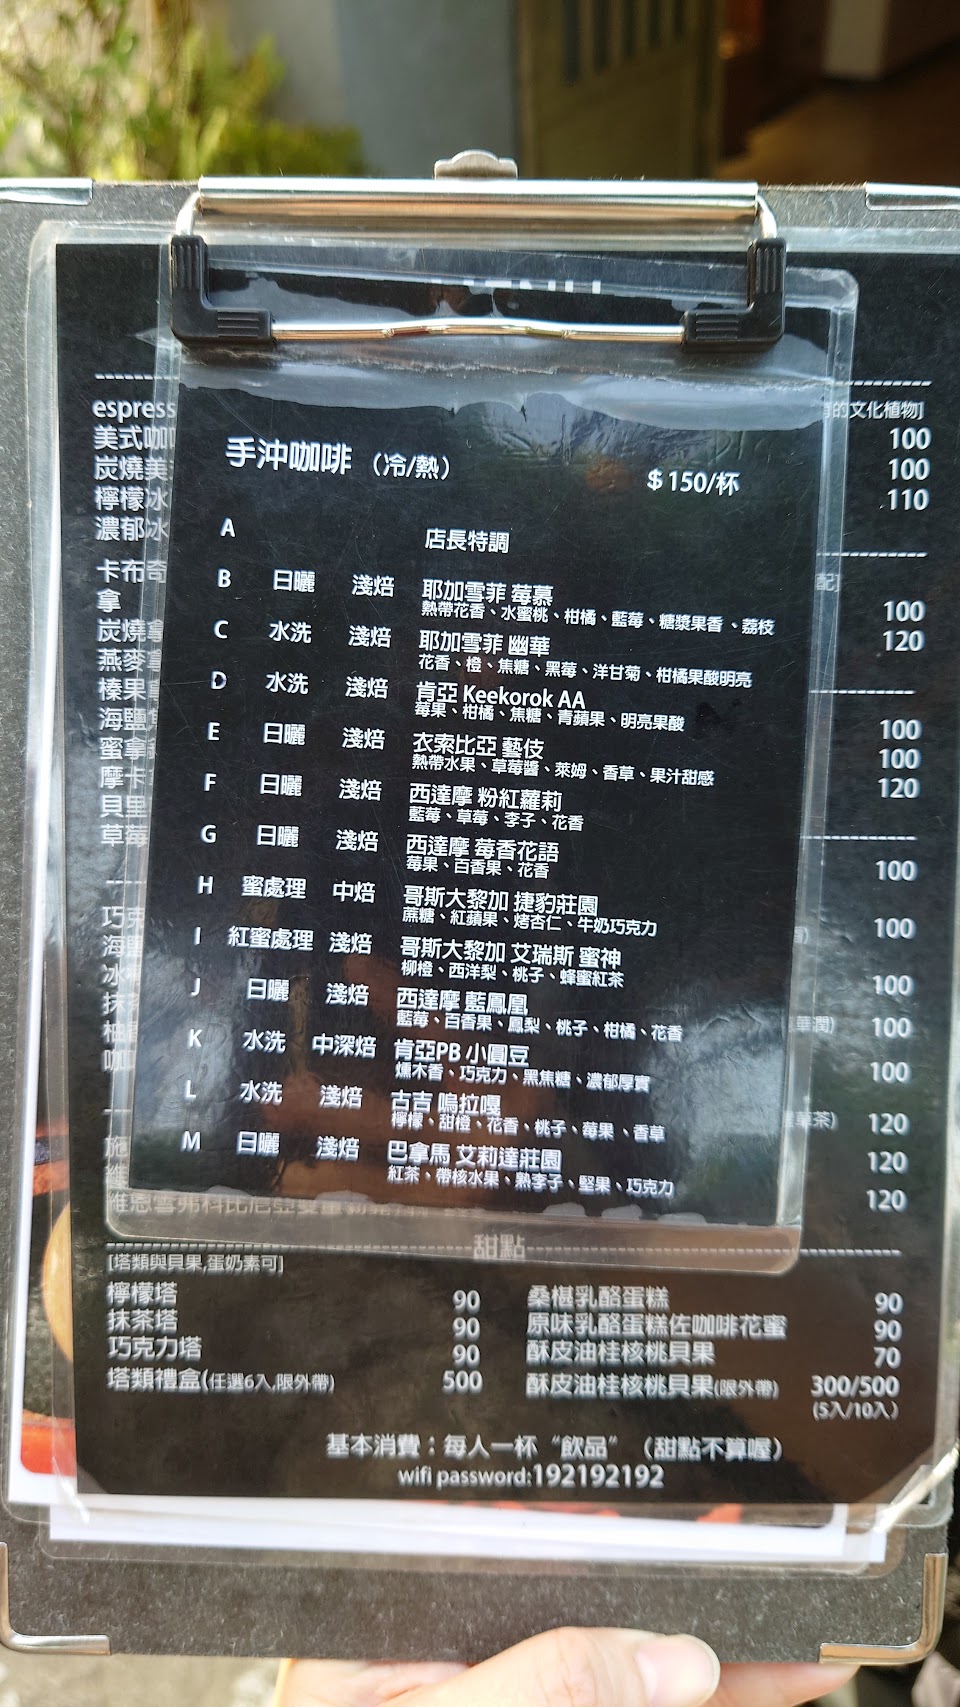 手沖咖啡（冷/熱） $150/杯
A 店長特調
B 日曬 淺焙 耶加雪菲 莓慕
熱帶花香、水蜜桃、柑橘、藍莓、糖漿果香、荔枝
C 水洗 淺焙 耶加雪菲 幽華
花香、橙、焦糖、黑莓、洋甘菊、柑橘果酸明亮
D 水洗 淺焙 肯亞 Keekorok AA
莓果、柑橘、焦糖、青蘋果、明亮果酸
E 日曬 淺焙 衣索比亞 藝伎
熱帶水果、草莓醬、萊姆、香草、果汁甜感
F 日曬 淺焙 西達摩 粉紅蘿莉
藍莓、草莓、李子、花香
G 日曬 淺焙 西達摩 莓香花語
莓果、百香果、花香
H 蜜處理 中焙 哥斯大黎加 捷豹莊園
蔗糖、紅蘋果、烤杏仁、牛奶巧克力
I 紅蜜處理 淺焙 哥斯大黎加 艾瑞斯 蜜神
柳橙、西洋梨、桃子、蜂蜜紅茶
J 日曬 淺焙 西達摩 藍鳳凰
藍莓、百香果、鳳梨、桃子、柑橘、花香
K 水洗 中深焙 肯亞PB 小圓豆
燻木香、巧克力、黑焦糖、濃郁厚實
L 水洗 淺焙 古吉 嗚拉嘎
檸檬、甜橙、花香、桃子、莓果、香草
M 日曬 淺焙 巴拿馬 艾莉達莊園
紅茶、帶核水果、熟李子、堅果、巧克力
espress
的文化植物]
美式咖 100
炭燒美 100
檸檬冰 110
濃郁冰
卡布奇 配]
拿 100
炭燒拿 120
燕麥拿
榛果 100
海鹽 100
蜜拿 120
摩卡
貝里
草莓 100
巧克 100
海鹽
冰 100
抹茶 100
柚 100
咖
施 120
維 120
120
甜點
[塔類與貝果,蛋奶素可]
檸檬塔 90 桑椹乳酪蛋糕 90
抹茶塔 90 原味乳酪蛋糕佐咖啡花蜜 90
巧克力塔 90 酥皮油桂核桃貝果 70
塔類禮盒(任選6入,限外帶) 500 酥皮油桂核桃貝果(限外帶) 300/500
(5入/10入)
基本消費：每人一杯“飲品”（甜點不算喔）
wifi password:192192192